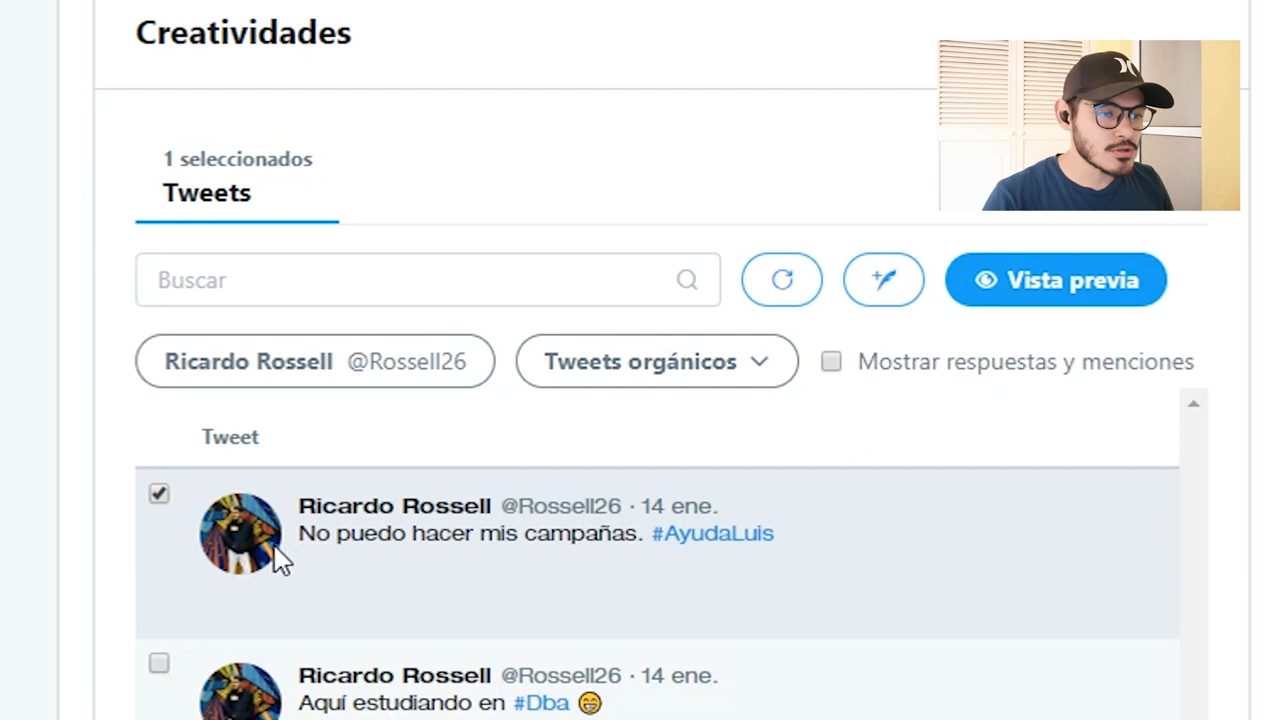 Creatividades
1 seleccionados
Tweets
Buscar
Vista previa
Ricardo Rossell @Rossell26
Tweets orgánicos
Mostrar respuestas y menciones
Tweet
Ricardo Rossell @Rossell26 · 14 ene.
No puedo hacer mis campañas. #AyudaLuis
Ricardo Rossell @Rossell26 · 14 ene.
Aquí estudiando en #Dba 😁